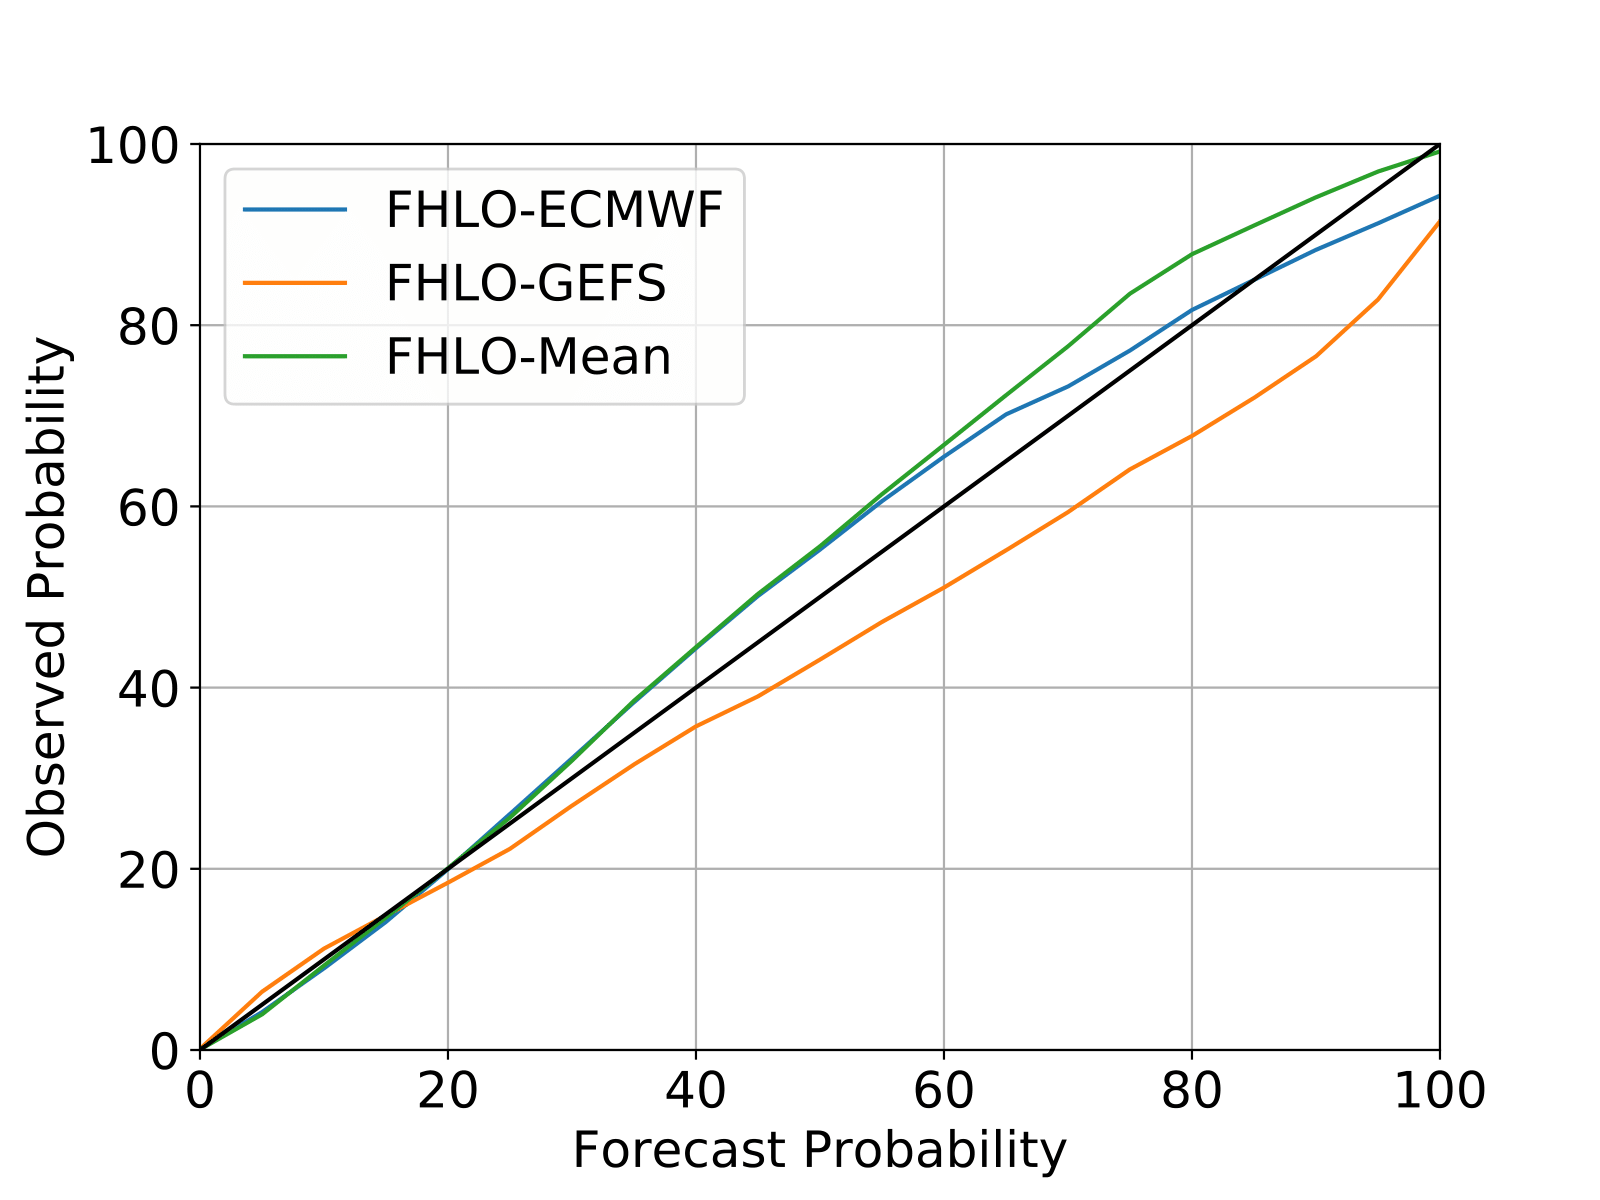 100
80
60
40
20
0
0 20 40 60 80 100
Observed Probability
Forecast Probability
FHLO-ECMWF
FHLO-GEFS
FHLO-Mean